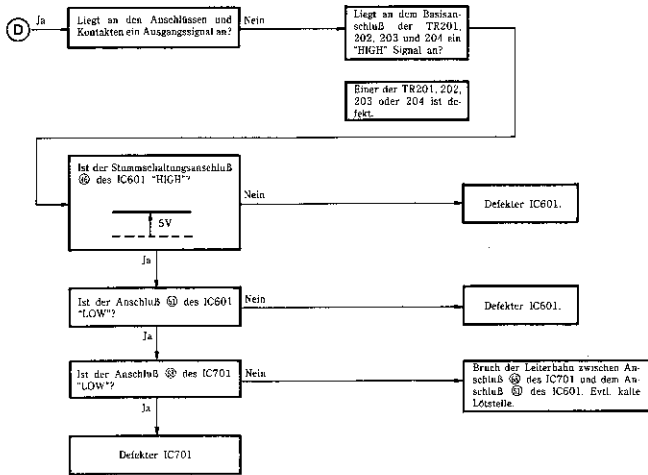 D
Ja
Liegt an den Anschlüssen und
Kontakten ein Ausgangssignal an?
Nein
Liegt an dem Basisan-
schluß der TR201,
202, 203 und 204 ein
"HIGH" Signal an?
Einer der TR201, 202,
203 oder 204 ist de-
fekt.
Ist der Stummschaltungsanschluß
des IC601 "HIGH"?
5V
Nein
Defekter IC601.
Ja
Ist der Anschluß 51 des IC601
"LOW"?
Nein
Defekter IC601.
Ja
Ist der Anschluß des IC701
"LOW"?
Nein
Bruch der Leiterbahn zwischen An-
schluß des IC701 und dem An-
schluß 51 des IC601. Evtl. kalte
Lötstelle.
Ja
Defekter IC701